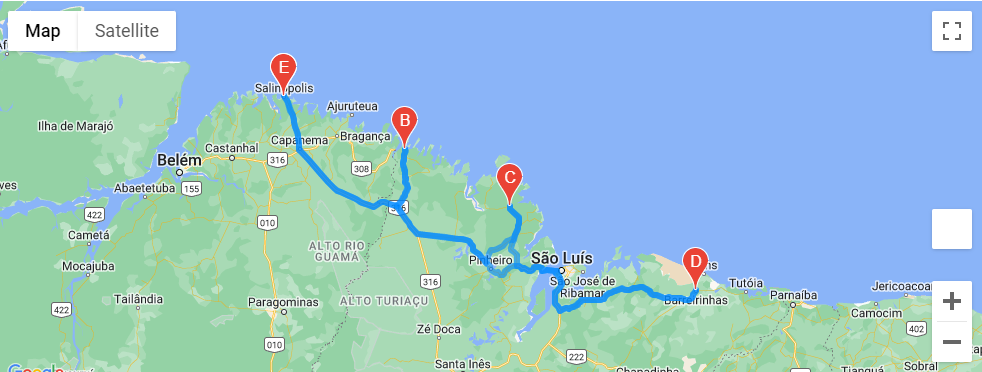 Map Satellite
E
Salinópolis
B
Ajuruteua
Ilha de Marajó
Capanema
Bragança
Castanhal
Belém
316
308
C
155
Abaetetuba
316
422
010
Cametá
ALTO RIO
GUAMÁ
Pinheiro
São Luís
D
Mocajuba
São José de
Ribamar
Barreirinhas
Tutóia
316
Tailândia
Paragominas
ALTO TURIAÇU
Parnaíba
Jericoacoar
422
Camocim
Zé Doca
402
010
222
Santa Inês
Chapadinha
Tianguá
Sobral
Google